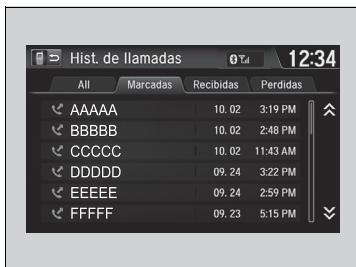 Hist. de llamadas 12:34
All Marcadas Recibidas Perdidas
AAAAA 10. 02 3:19 PM
BBBBB 10. 02 2:48 PM
CCCCC 10. 02 11:43 AM
DDDDD 09. 24 3:22 PM
EEEEE 09. 24 2:59 PM
FFFFF 09. 23 5:15 PM